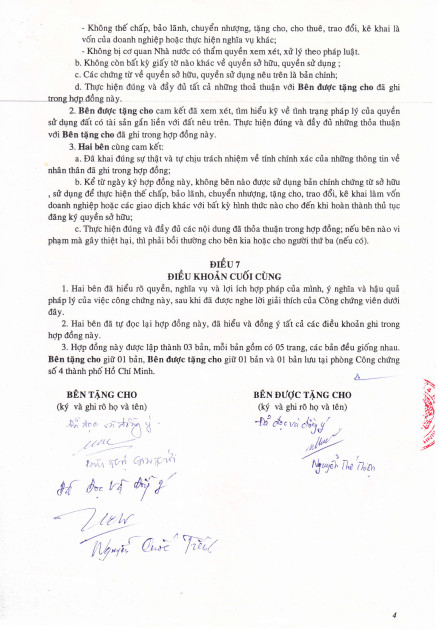 - Không thế chấp, bảo lãnh, chuyển nhượng, tặng cho, cho thuê, trao đổi, kê khai là
vốn của doanh nghiệp hoặc thực hiện nghĩa vụ khác;
- Không bị cơ quan Nhà nước có thẩm quyền xem xét, xử lý theo pháp luật.
b. Không còn bất kỳ giấy tờ nào khác về quyền sở hữu, quyền sử dụng ;
c. Các chứng từ về quyền sở hữu, quyền sử dụng nêu trên là bản chính;
d. Thực hiện đúng và đầy đủ tất cả những thoả thuận với Bên được tặng cho đã ghi
trong hợp đồng này.
2. Bên được tặng cho cam kết đã xem xét, tìm hiểu kỹ về tình trạng pháp lý của quyền
sử dụng đất có tài sản gắn liền với đất nêu trên. Thực hiện đúng và đầy đủ những thỏa thuận
với Bên tặng cho đã ghi trong hợp đồng này.
3. Hai bên cùng cam kết:
a. Đã khai đúng sự thật và tự chịu trách nhiệm về tính chính xác của những thông tin về
nhân thân đã ghi trong hợp đồng;
b. Kể từ ngày ký hợp đồng này, không bên nào được sử dụng bản chính chứng từ sở hữu
, sử dụng để thực hiện thế chấp, bảo lãnh, chuyển nhượng, tặng cho, trao đổi, kê khai làm vốn
doanh nghiệp hoặc các giao dịch khác với bất kỳ hình thức nào cho đến khi hoàn thành thủ tục
đăng ký quyền sở hữu;
c. Thực hiện đúng và đầy đủ các nội dung đã thỏa thuận trong hợp đồng; nếu bên nào vi
phạm mà gây thiệt hại, thì phải bồi thường cho bên kia hoặc cho người thứ ba (nếu có).
ĐIỀU 7
ĐIỀU KHOẢN CUỐI CÙNG
1. Hai bên đã hiểu rõ quyền, nghĩa vụ và lợi ích hợp pháp của mình, ý nghĩa và hậu quả
pháp lý của việc công chứng này, sau khi đã được nghe lời giải thích của Công chứng viên dưới
đây.
2. Hai bên đã tự đọc lại hợp đồng này, đã hiểu và đồng ý tất cả các điều khoản ghi trong
hợp đồng này.
3. Hợp đồng này được lập thành 03 bản, mỗi bản gồm có 05 trang, các bản đều giống nhau.
Bên tặng cho giữ 01 bản, Bên được tặng cho giữ 01 bản và 01 bản lưu tại phòng Công chứng
số 4 thành phố Hồ Chí Minh.
BÊN TẶNG CHO
(ký và ghi rõ họ và tên)
Đã đọc và đồng ý
Đã đọc và đồng ý
Nguyễn Quốc Tiến
BÊN ĐƯỢC TẶNG CHO
(ký và ghi rõ họ và tên)
Đã đọc và đồng ý
Nguyễn Thế Thiện
4